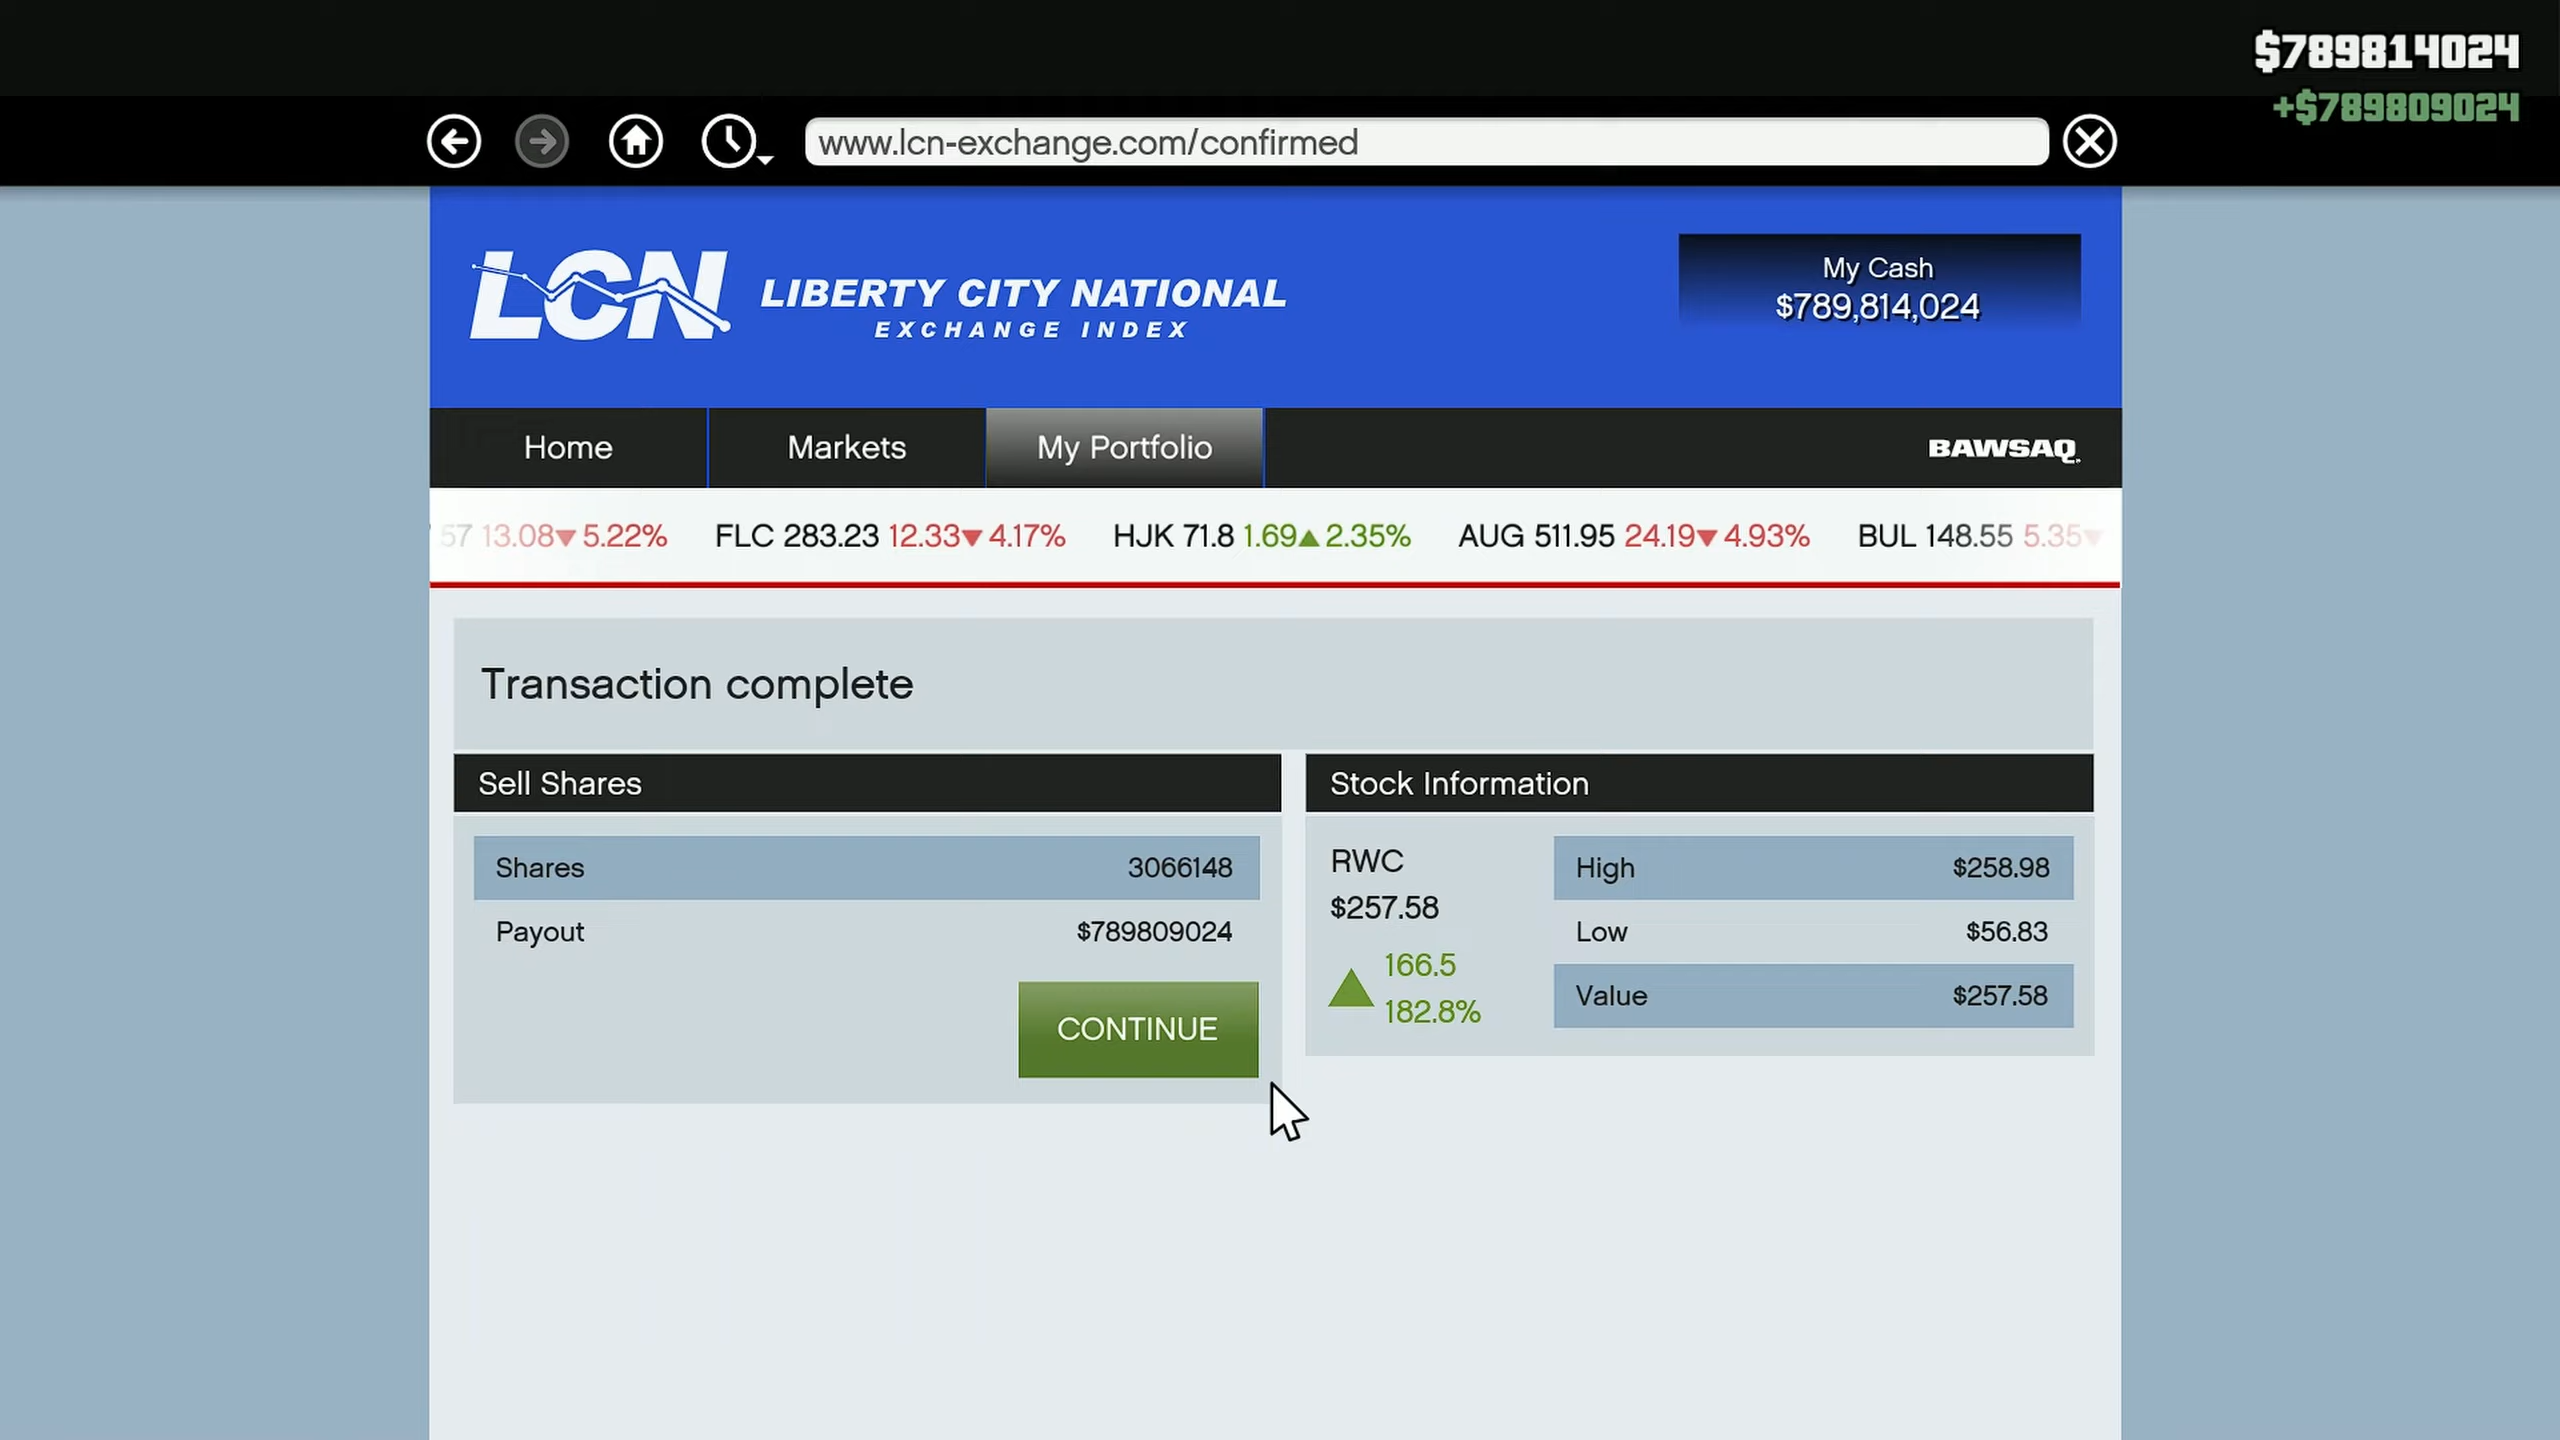 $789814024
+$789809024
www.lcn-exchange.com/confirmed
LCN
LIBERTY CITY NATIONAL
EXCHANGE INDEX
My Cash
$789,814,024
Home Markets My Portfolio BAWSAQ
57 13.08▼5.22% FLC 283.23 12.33▼4.17% HJK 71.8 1.69▲2.35% AUG 511.95 24.19▼4.93% BUL 148.55 5.35▼
Transaction complete
Sell Shares
Shares 3066148
Payout $789809024
CONTINUE
Stock Information
RWC
$257.58
▲ 166.5
182.8%
High $258.98
Low $56.83
Value $257.58